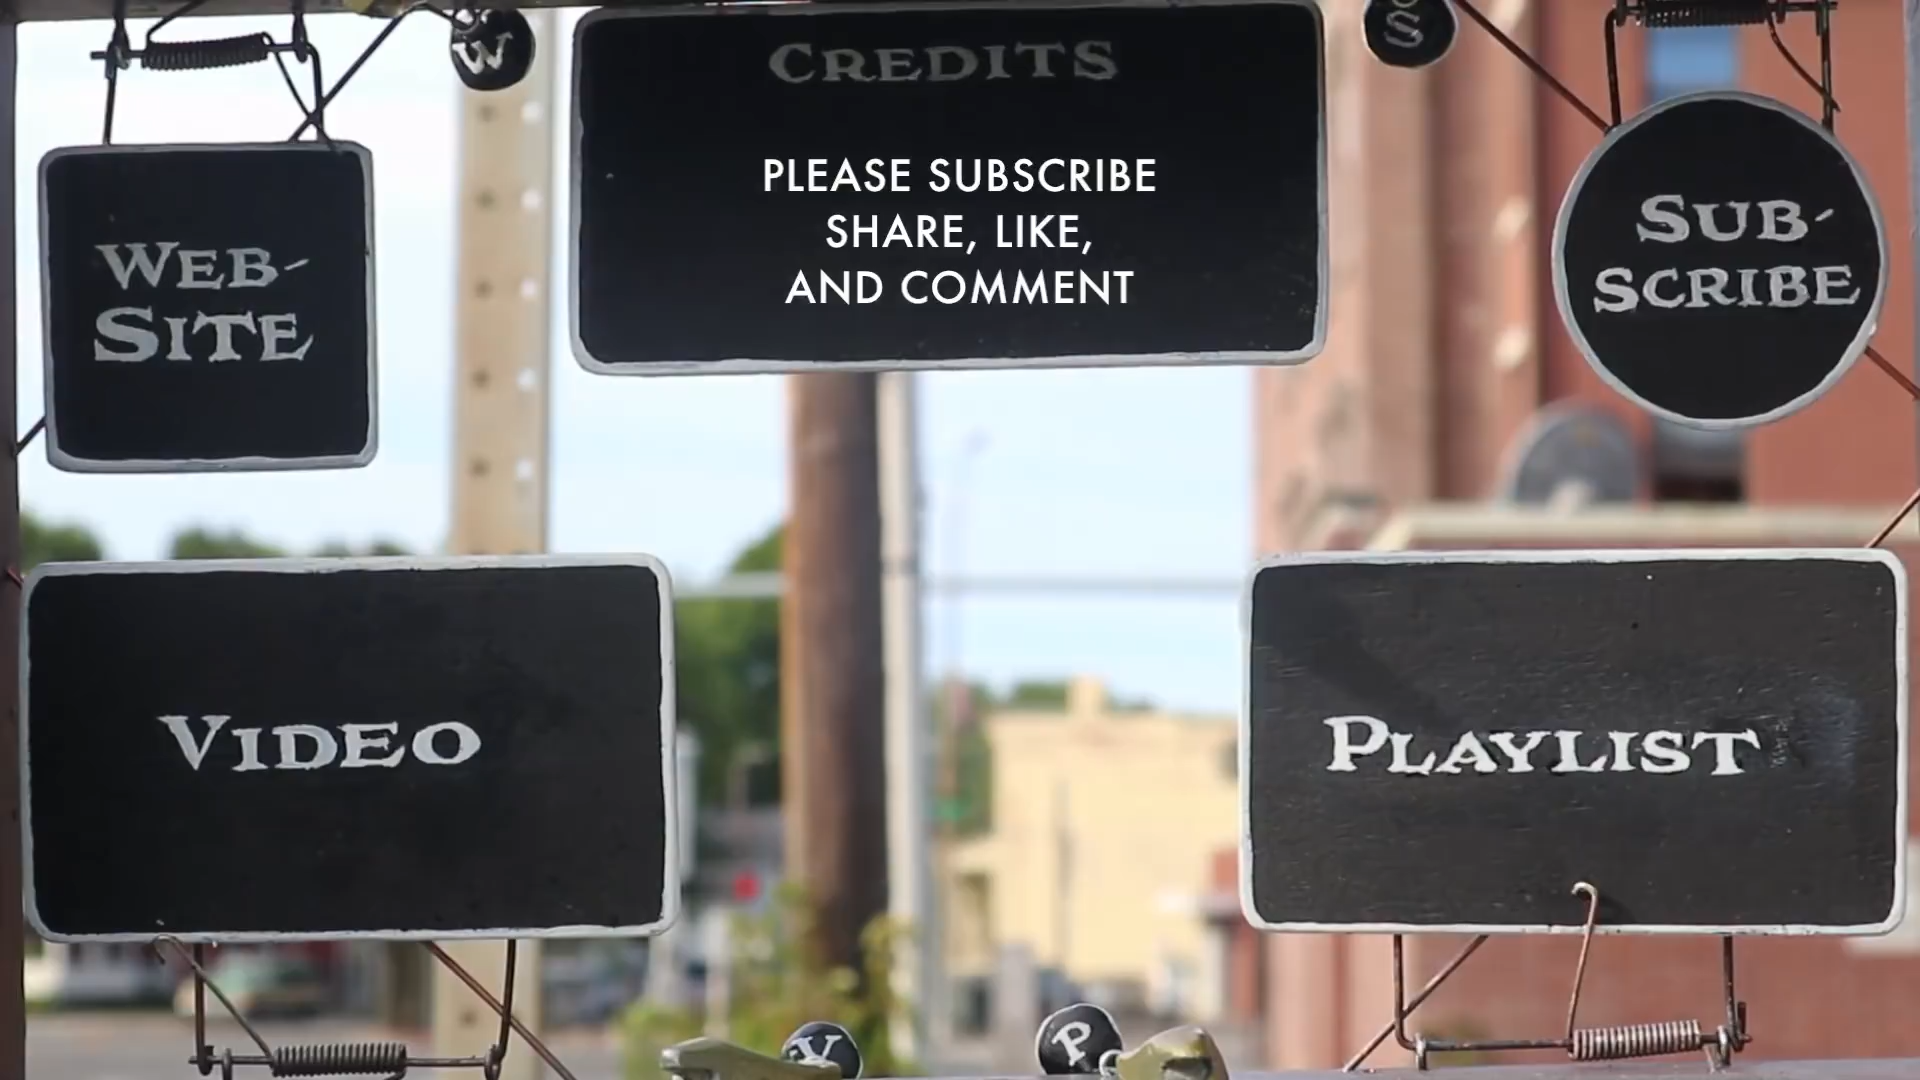 W
CREDITS
S
PLEASE SUBSCRIBE
SHARE, LIKE,
AND COMMENT
WEB-
SITE
SUB-
SCRIBE
VIDEO
PLAYLIST
V
P